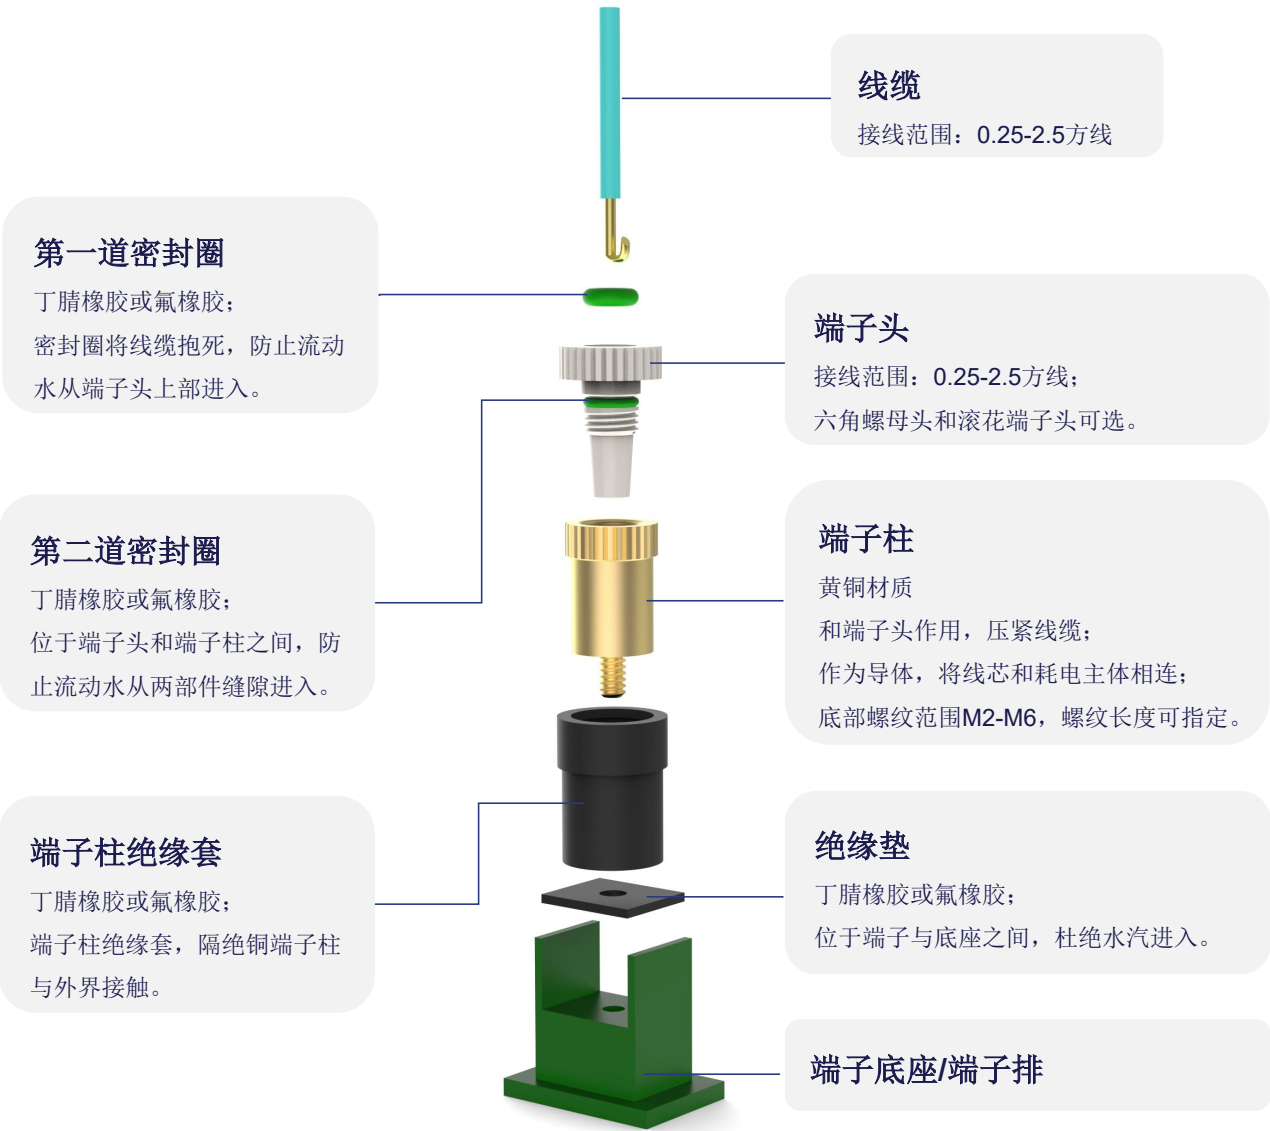 线缆
接线范围：0.25-2.5方线
第一道密封圈
丁腈橡胶或氟橡胶；
密封圈将线缆抱死，防止流动
水从端子头上部进入。
端子头
接线范围：0.25-2.5方线；
六角螺母头和滚花端子头可选。
第二道密封圈
丁腈橡胶或氟橡胶；
位于端子头和端子柱之间，防
止流动水从两部件缝隙进入。
端子柱
黄铜材质
和端子头作用，压紧线缆；
作为导体，将线芯和耗电主体相连；
底部螺纹范围M2-M6，螺纹长度可指定。
端子柱绝缘套
丁腈橡胶或氟橡胶；
端子柱绝缘套，隔绝铜端子柱
与外界接触。
绝缘垫
丁腈橡胶或氟橡胶；
位于端子与底座之间，杜绝水汽进入。
端子底座/端子排